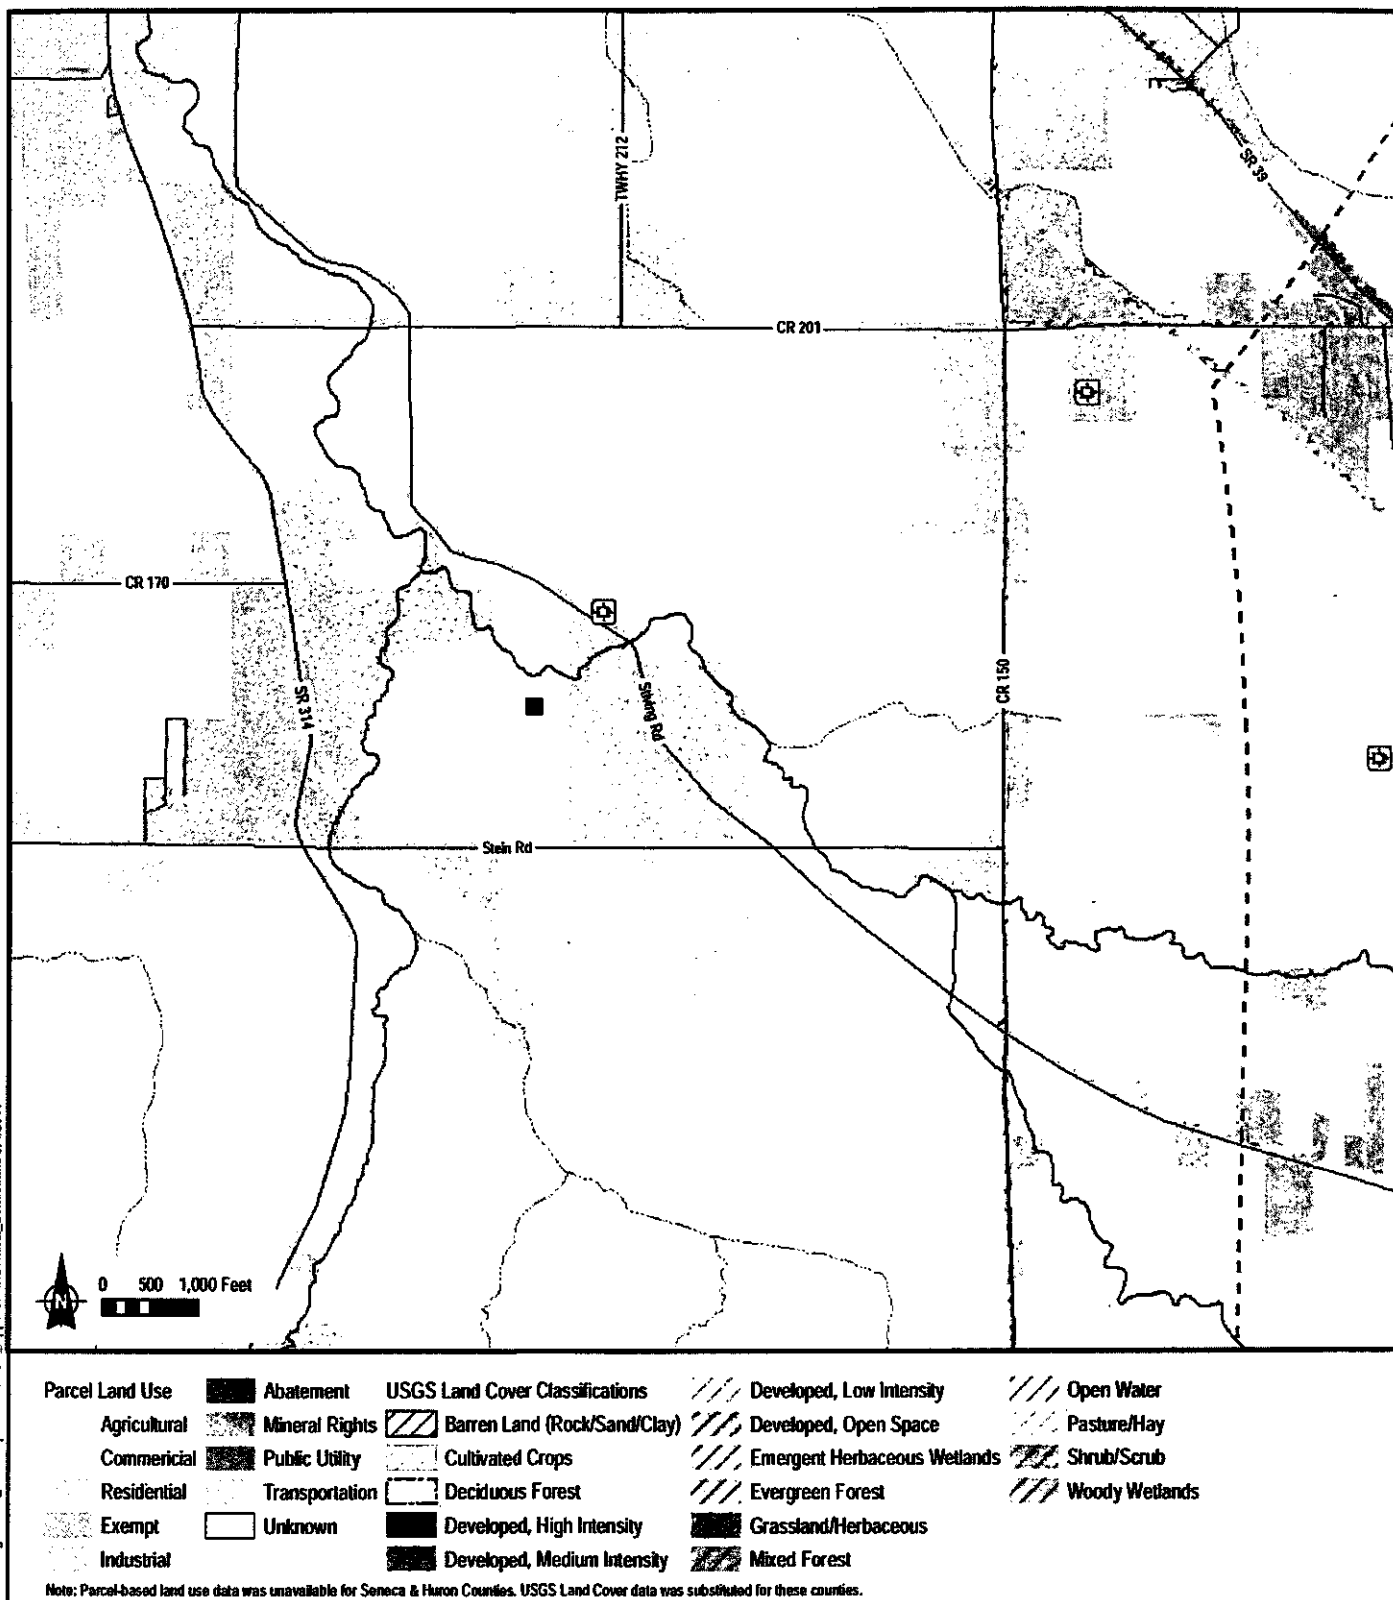 TWHY 212
SR 39
CR 201
CR 170
CR 150
SR 314
Stein Rd
N
0 500 1,000 Feet
Parcel Land Use
Agricultural
Commericial
Residential
Exempt
Industrial
Abatement
Mineral Rights
Public Utility
Transportation
Unknown
USGS Land Cover Classifications
Barren Land (Rock/Sand/Clay)
Cultivated Crops
Deciduous Forest
Developed, High Intensity
Developed, Medium Intensity
Developed, Low Intensity
Developed, Open Space
Emergent Herbaceous Wetlands
Evergreen Forest
Grassland/Herbaceous
Mixed Forest
Open Water
Pasture/Hay
Shrub/Scrub
Woody Wetlands
Note: Parcel-based land use data was unavailable for Seneca & Huron Counties. USGS Land Cover data was substituted for these counties.